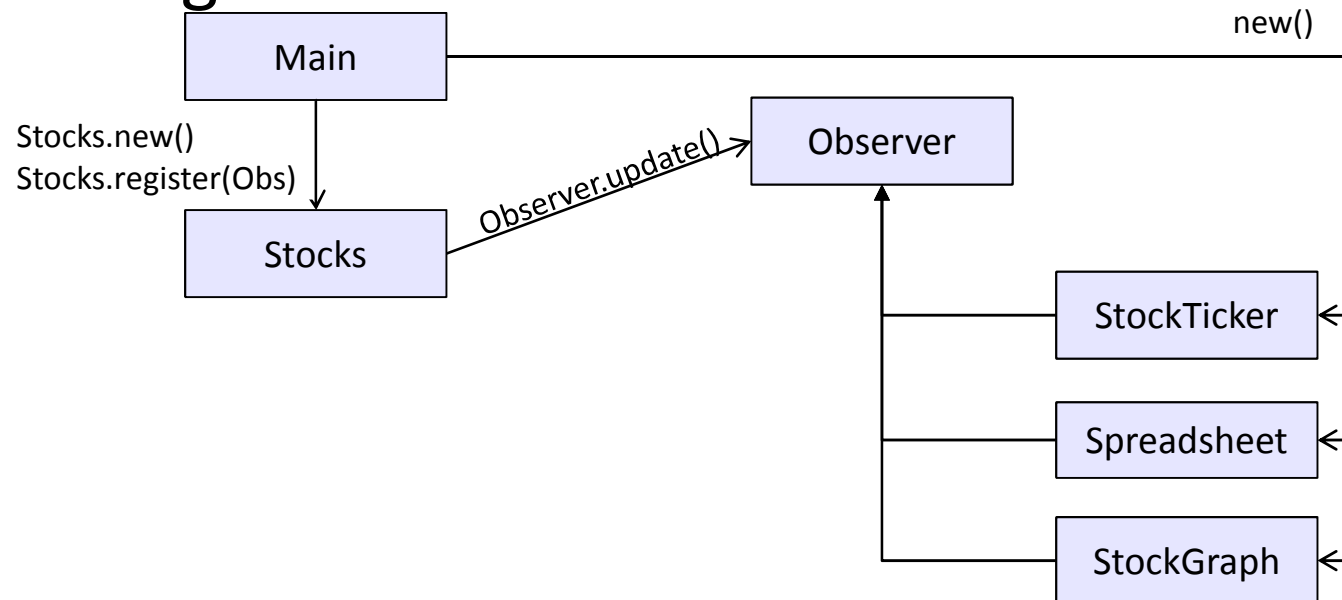 Main
new()
Stocks.new()
Stocks.register(Obs)
Observer.update()
Observer
Stocks
StockTicker
Spreadsheet
StockGraph